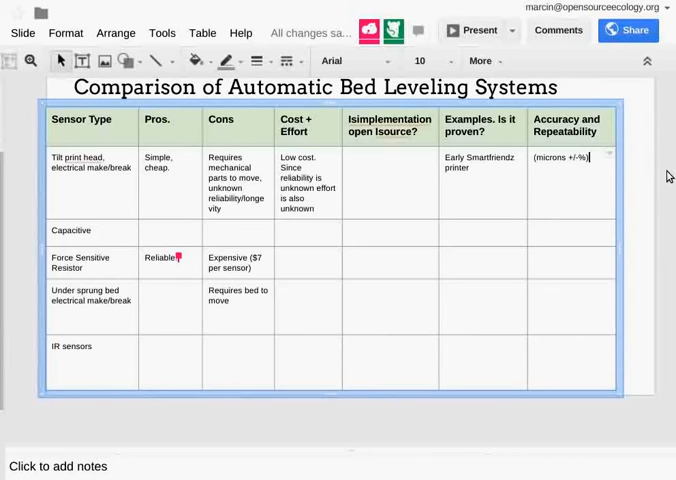 marcin@opensourceecology.org
Slide Format Arrange Tools Table Help All changes sa... Present Comments Share
Arial 10 More
Comparison of Automatic Bed Leveling Systems
Sensor Type
Pros.
Cons
Cost +
Effort
Isimplementation
open Isource?
Examples. Is it
proven?
Accuracy and
Repeatability
Tilt print head,
electrical make/break
Simple,
cheap.
Requires
mechanical
parts to move,
unknown
reliability/longe
vity
Low cost.
Since
reliability is
unknown effort
is also
unknown
Early Smartfriendz
printer
(microns +/-%)
Capacitive
Force Sensitive
Resistor
Reliable
Expensive ($7
per sensor)
Under sprung bed
electrical make/break
Requires bed to
move
IR sensors
Click to add notes